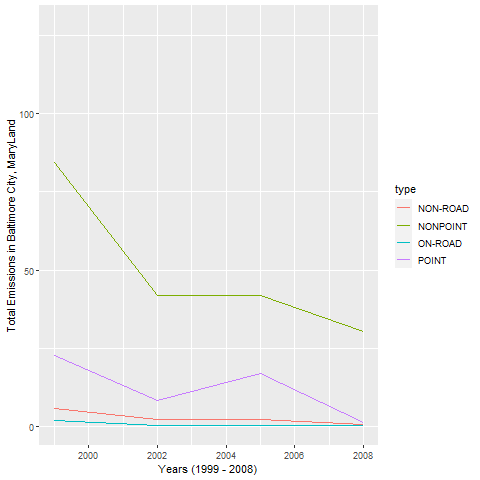 Total Emissions in Baltimore City, MaryLand
100
50
0
2000 2002 2004 2006 2008
Years (1999 - 2008)
type
NON-ROAD
NONPOINT
ON-ROAD
POINT